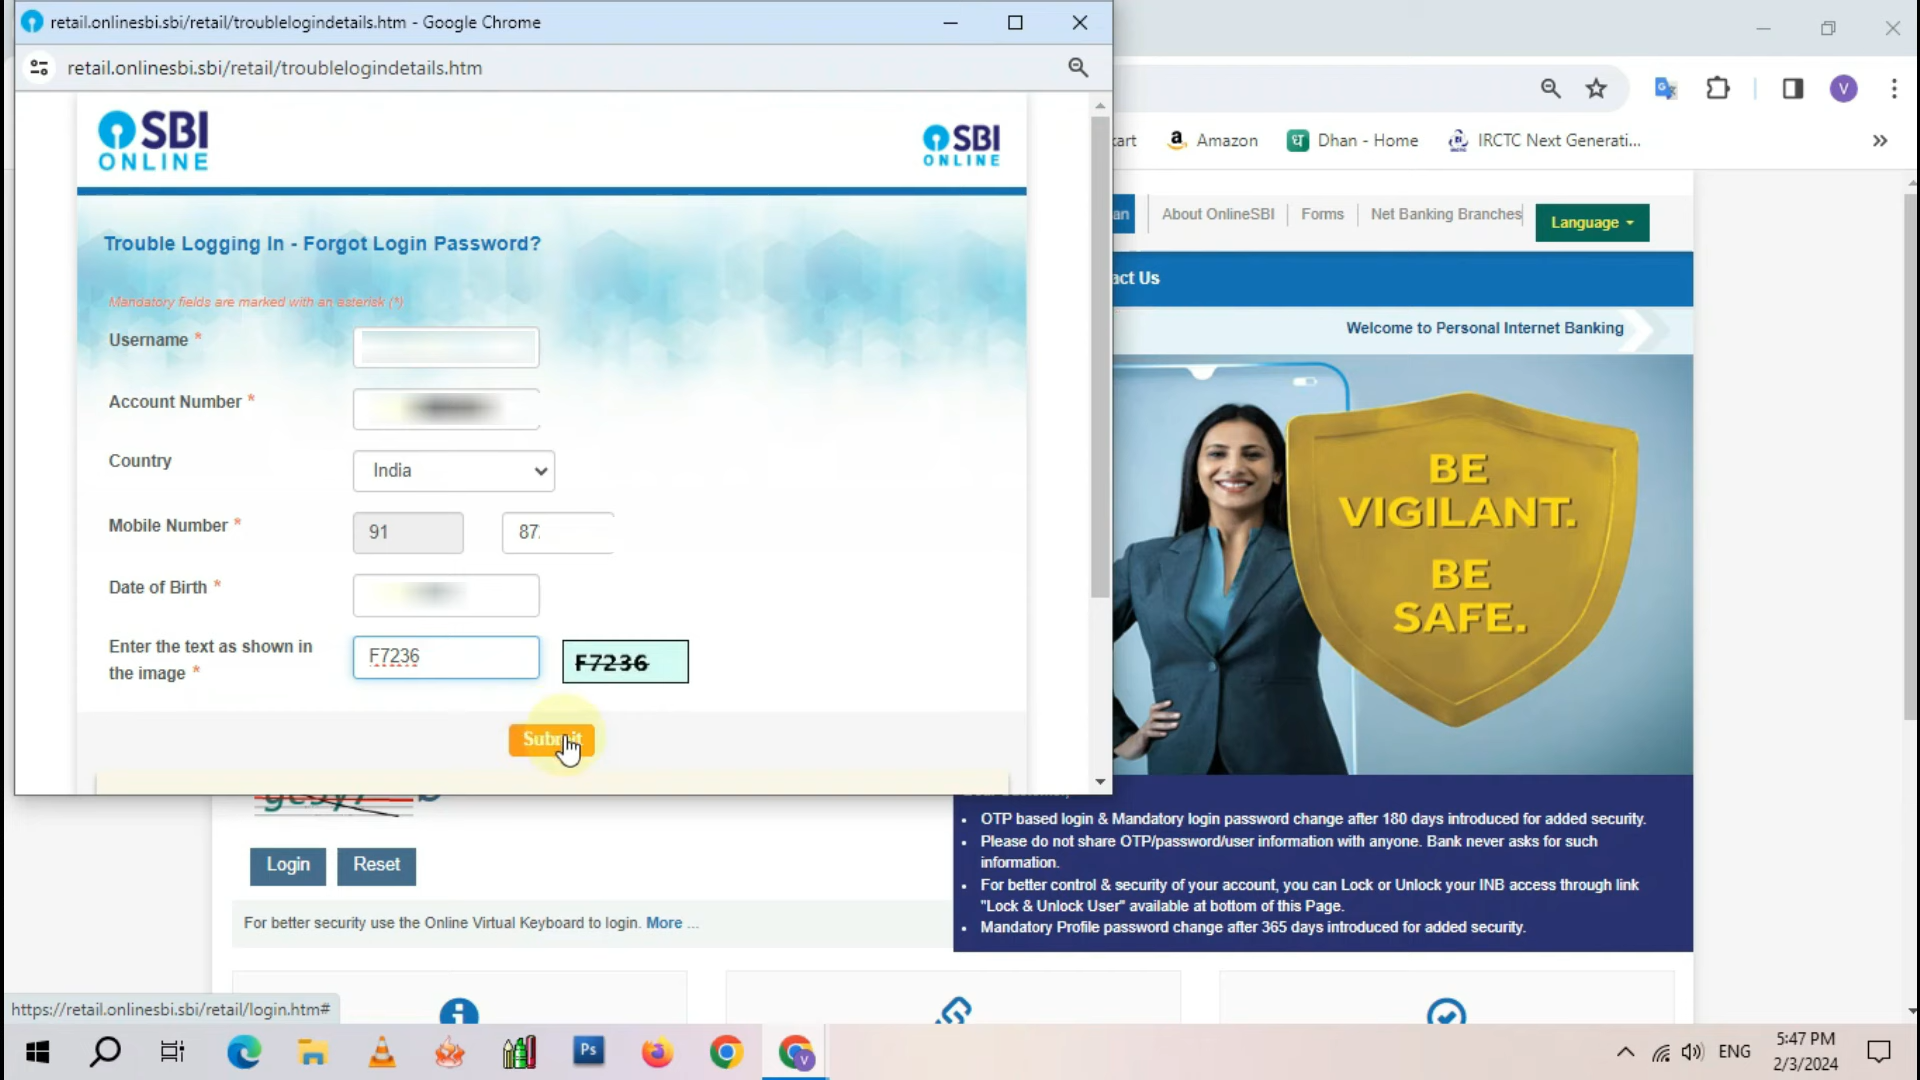 retail.onlinesbi.sbi/retail/troublelogindetails.htm - Google Chrome
retail.onlinesbi.sbi/retail/troublelogindetails.htm
SBI
ONLINE
SBI
ONLINE
Trouble Logging In - Forgot Login Password?
Mandatory fields are marked with an asterisk (*)
Username *
Account Number *
Country
India
Mobile Number *
91
87
Date of Birth *
Enter the text as shown in
the image *
F7236
F7236
Submit
V
Amazon
Dhan - Home
IRCTC Next Generati...
About OnlineSBI
Forms
Net Banking Branches
Language
act Us
Welcome to Personal Internet Banking
BE
VIGILANT.
BE
SAFE.
• OTP based login & Mandatory login password change after 180 days introduced for added security.
• Please do not share OTP/password/user information with anyone. Bank never asks for such
information.
• For better control & security of your account, you can Lock or Unlock your INB access through link
"Lock & Unlock User" available at bottom of this Page.
• Mandatory Profile password change after 365 days introduced for added security.
Login
Reset
For better security use the Online Virtual Keyboard to login. More ...
https://retail.onlinesbi.sbi/retail/login.htm#
Ps
V
ENG
5:47 PM
2/3/2024